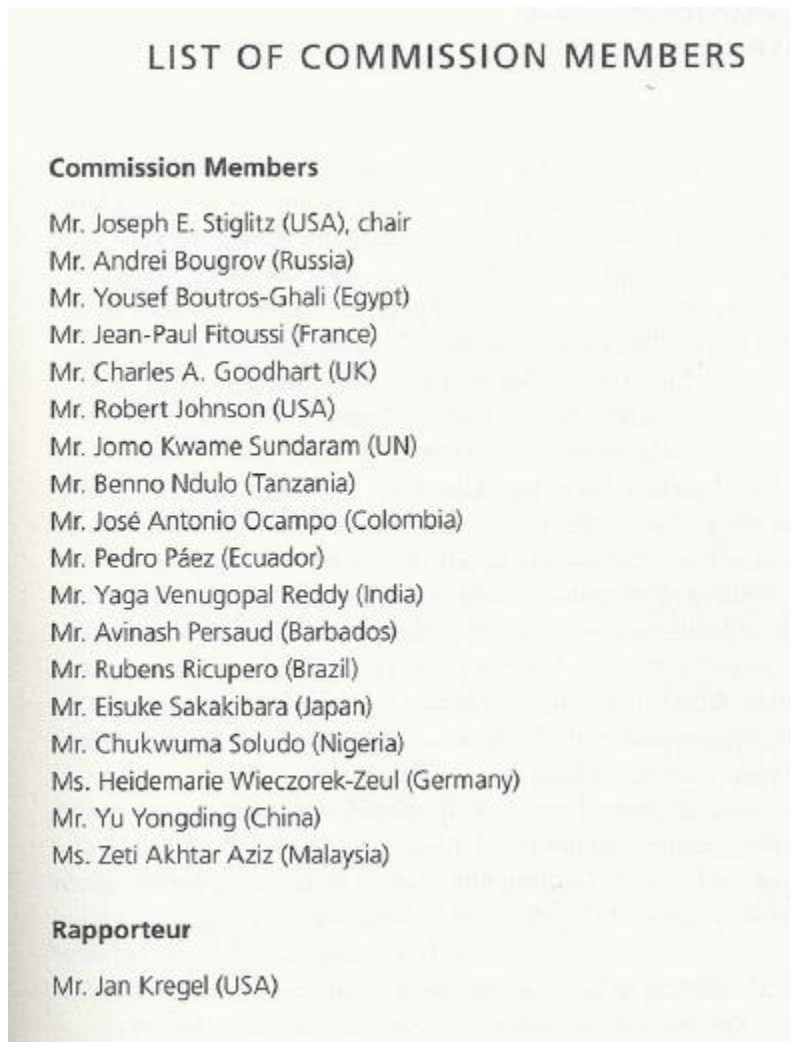 LIST OF COMMISSION MEMBERS
Commission Members
Mr. Joseph E. Stiglitz (USA), chair
Mr. Andrei Bougrov (Russia)
Mr. Yousef Boutros-Ghali (Egypt)
Mr. Jean-Paul Fitoussi (France)
Mr. Charles A. Goodhart (UK)
Mr. Robert Johnson (USA)
Mr. Jomo Kwame Sundaram (UN)
Mr. Benno Ndulo (Tanzania)
Mr. José Antonio Ocampo (Colombia)
Mr. Pedro Páez (Ecuador)
Mr. Yaga Venugopal Reddy (India)
Mr. Avinash Persaud (Barbados)
Mr. Rubens Ricupero (Brazil)
Mr. Eisuke Sakakibara (Japan)
Mr. Chukwuma Soludo (Nigeria)
Ms. Heidemarie Wieczorek-Zeul (Germany)
Mr. Yu Yongding (China)
Ms. Zeti Akhtar Aziz (Malaysia)
Rapporteur
Mr. Jan Kregel (USA)